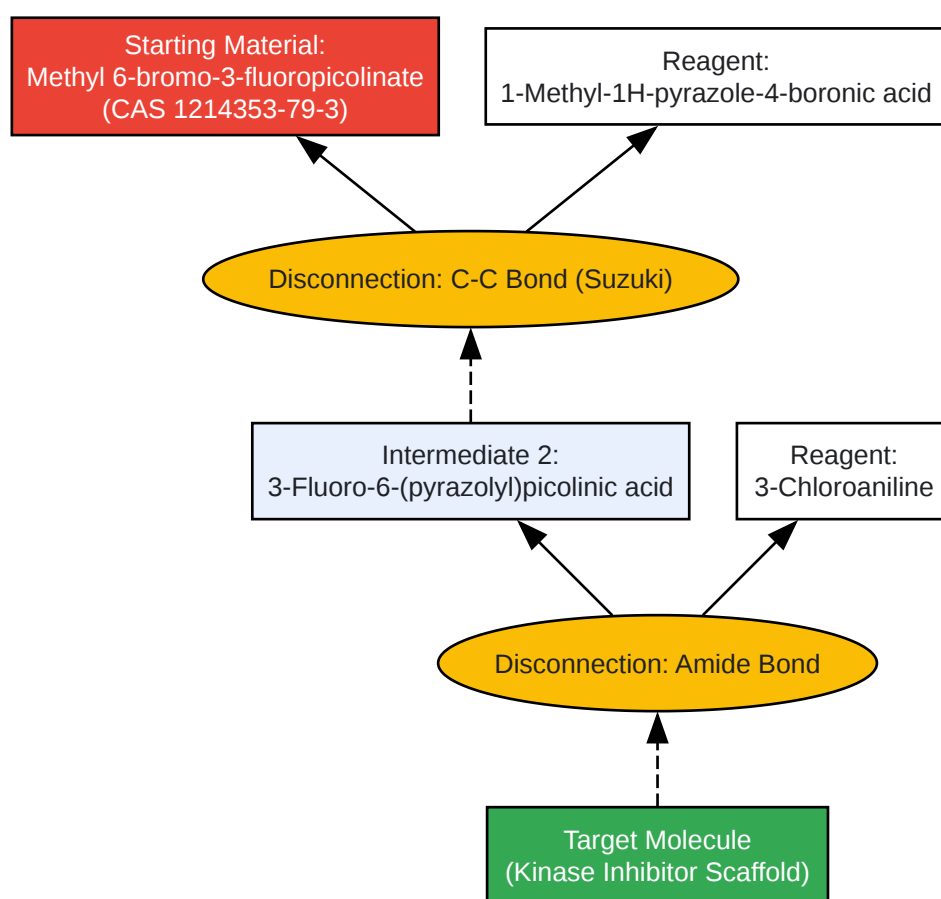 Starting Material:
Methyl 6-bromo-3-fluoropicolinate
(CAS 1214353-79-3)
Reagent:
1-Methyl-1H-pyrazole-4-boronic acid
Disconnection: C-C Bond (Suzuki)
Intermediate 2:
3-Fluoro-6-(pyrazolyl)picolinic acid
Reagent:
3-Chloroaniline
Disconnection: Amide Bond
Target Molecule
(Kinase Inhibitor Scaffold)